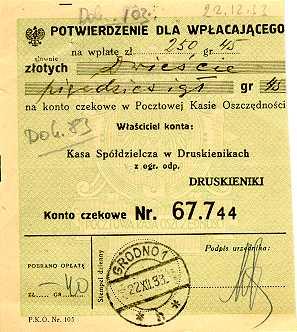 Dok. 102. 22.12.33
POTWIERDZENIE DLA WPŁACAJĄCEGO
na wpłatę zł 250 gr 45
słownie
złotych Dwieście
pięćdziesiąt gr 45
na konto czekowe w Pocztowej Kasie Oszczędności
Dok. 83
Właściciel konta:
Kasa Spółdzielcza w Druskienikach
z ogr. odp.
DRUSKIENIKI
Konto czekowe Nr. 67.744
POBRANO OPŁATĘ
ZŁ. — GR. 40
Stempel dzienny
GRODNO 1
22 XII 33
h
Podpis urzędnika:
P.K.O. Nr. 105